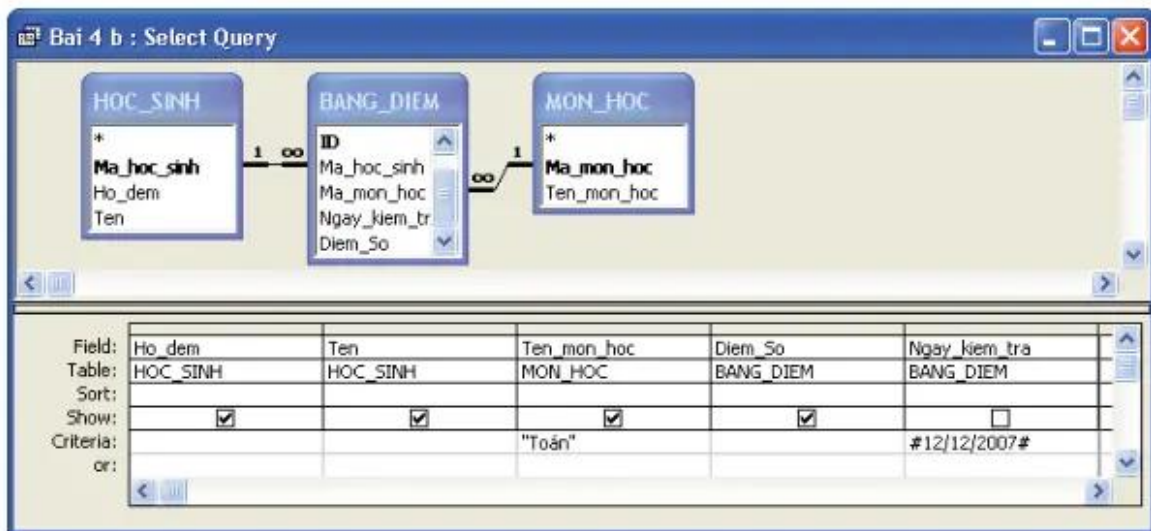 Bai 4 b : Select Query
HOC_SINH
*
Ma_hoc_sinh
Ho_dem
Ten
1 ∞
BANG_DIEM
ID
Ma_hoc_sinh
Ma_mon_hoc
Ngay_kiem_tr
Diem_So
∞ 1
MON_HOC
*
Ma_mon_hoc
Ten_mon_hoc
Field: Ho_dem Ten Ten_mon_hoc Diem_So Ngay_kiem_tra
Table: HOC_SINH HOC_SINH MON_HOC BANG_DIEM BANG_DIEM
Sort:
Show:
Criteria: "Toán" #12/12/2007#
or: